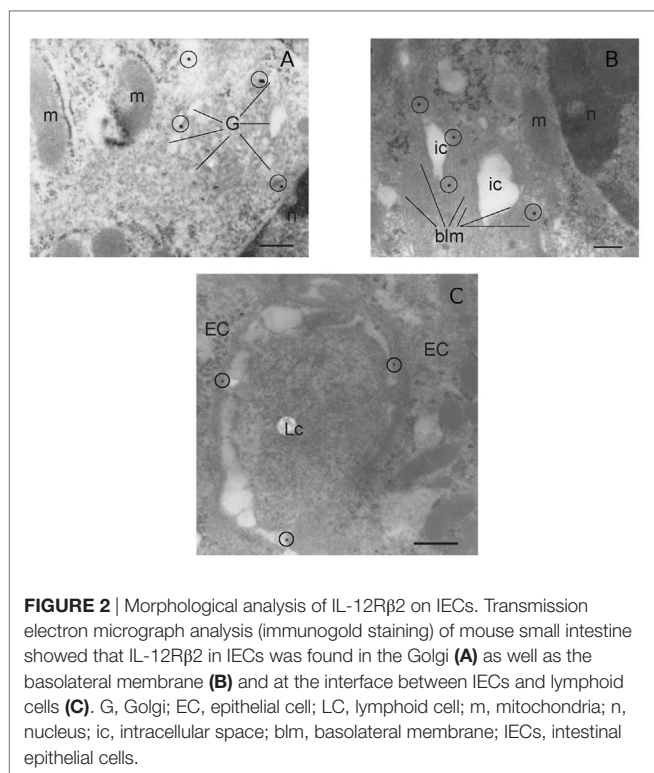 A
m
m
G
n
B
m
n
ic
ic
blm
C
EC
EC
Lc
FIGURE 2 | Morphological analysis of IL-12Rβ2 on IECs. Transmission
electron micrograph analysis (immunogold staining) of mouse small intestine
showed that IL-12Rβ2 in IECs was found in the Golgi (A) as well as the
basolateral membrane (B) and at the interface between IECs and lymphoid
cells (C). G, Golgi; EC, epithelial cell; LC, lymphoid cell; m, mitochondria; n,
nucleus; ic, intracellular space; blm, basolateral membrane; IECs, intestinal
epithelial cells.